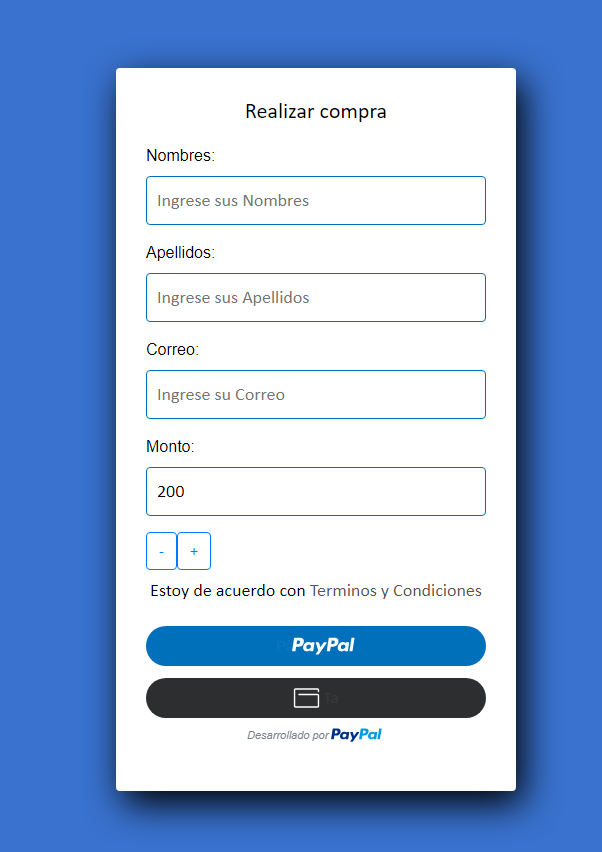 Realizar compra
Nombres:
Ingrese sus Nombres
Apellidos:
Ingrese sus Apellidos
Correo:
Ingrese su Correo
Monto:
200
- +
Estoy de acuerdo con Terminos y Condiciones
PayPal
Ta
Desarrollado por PayPal